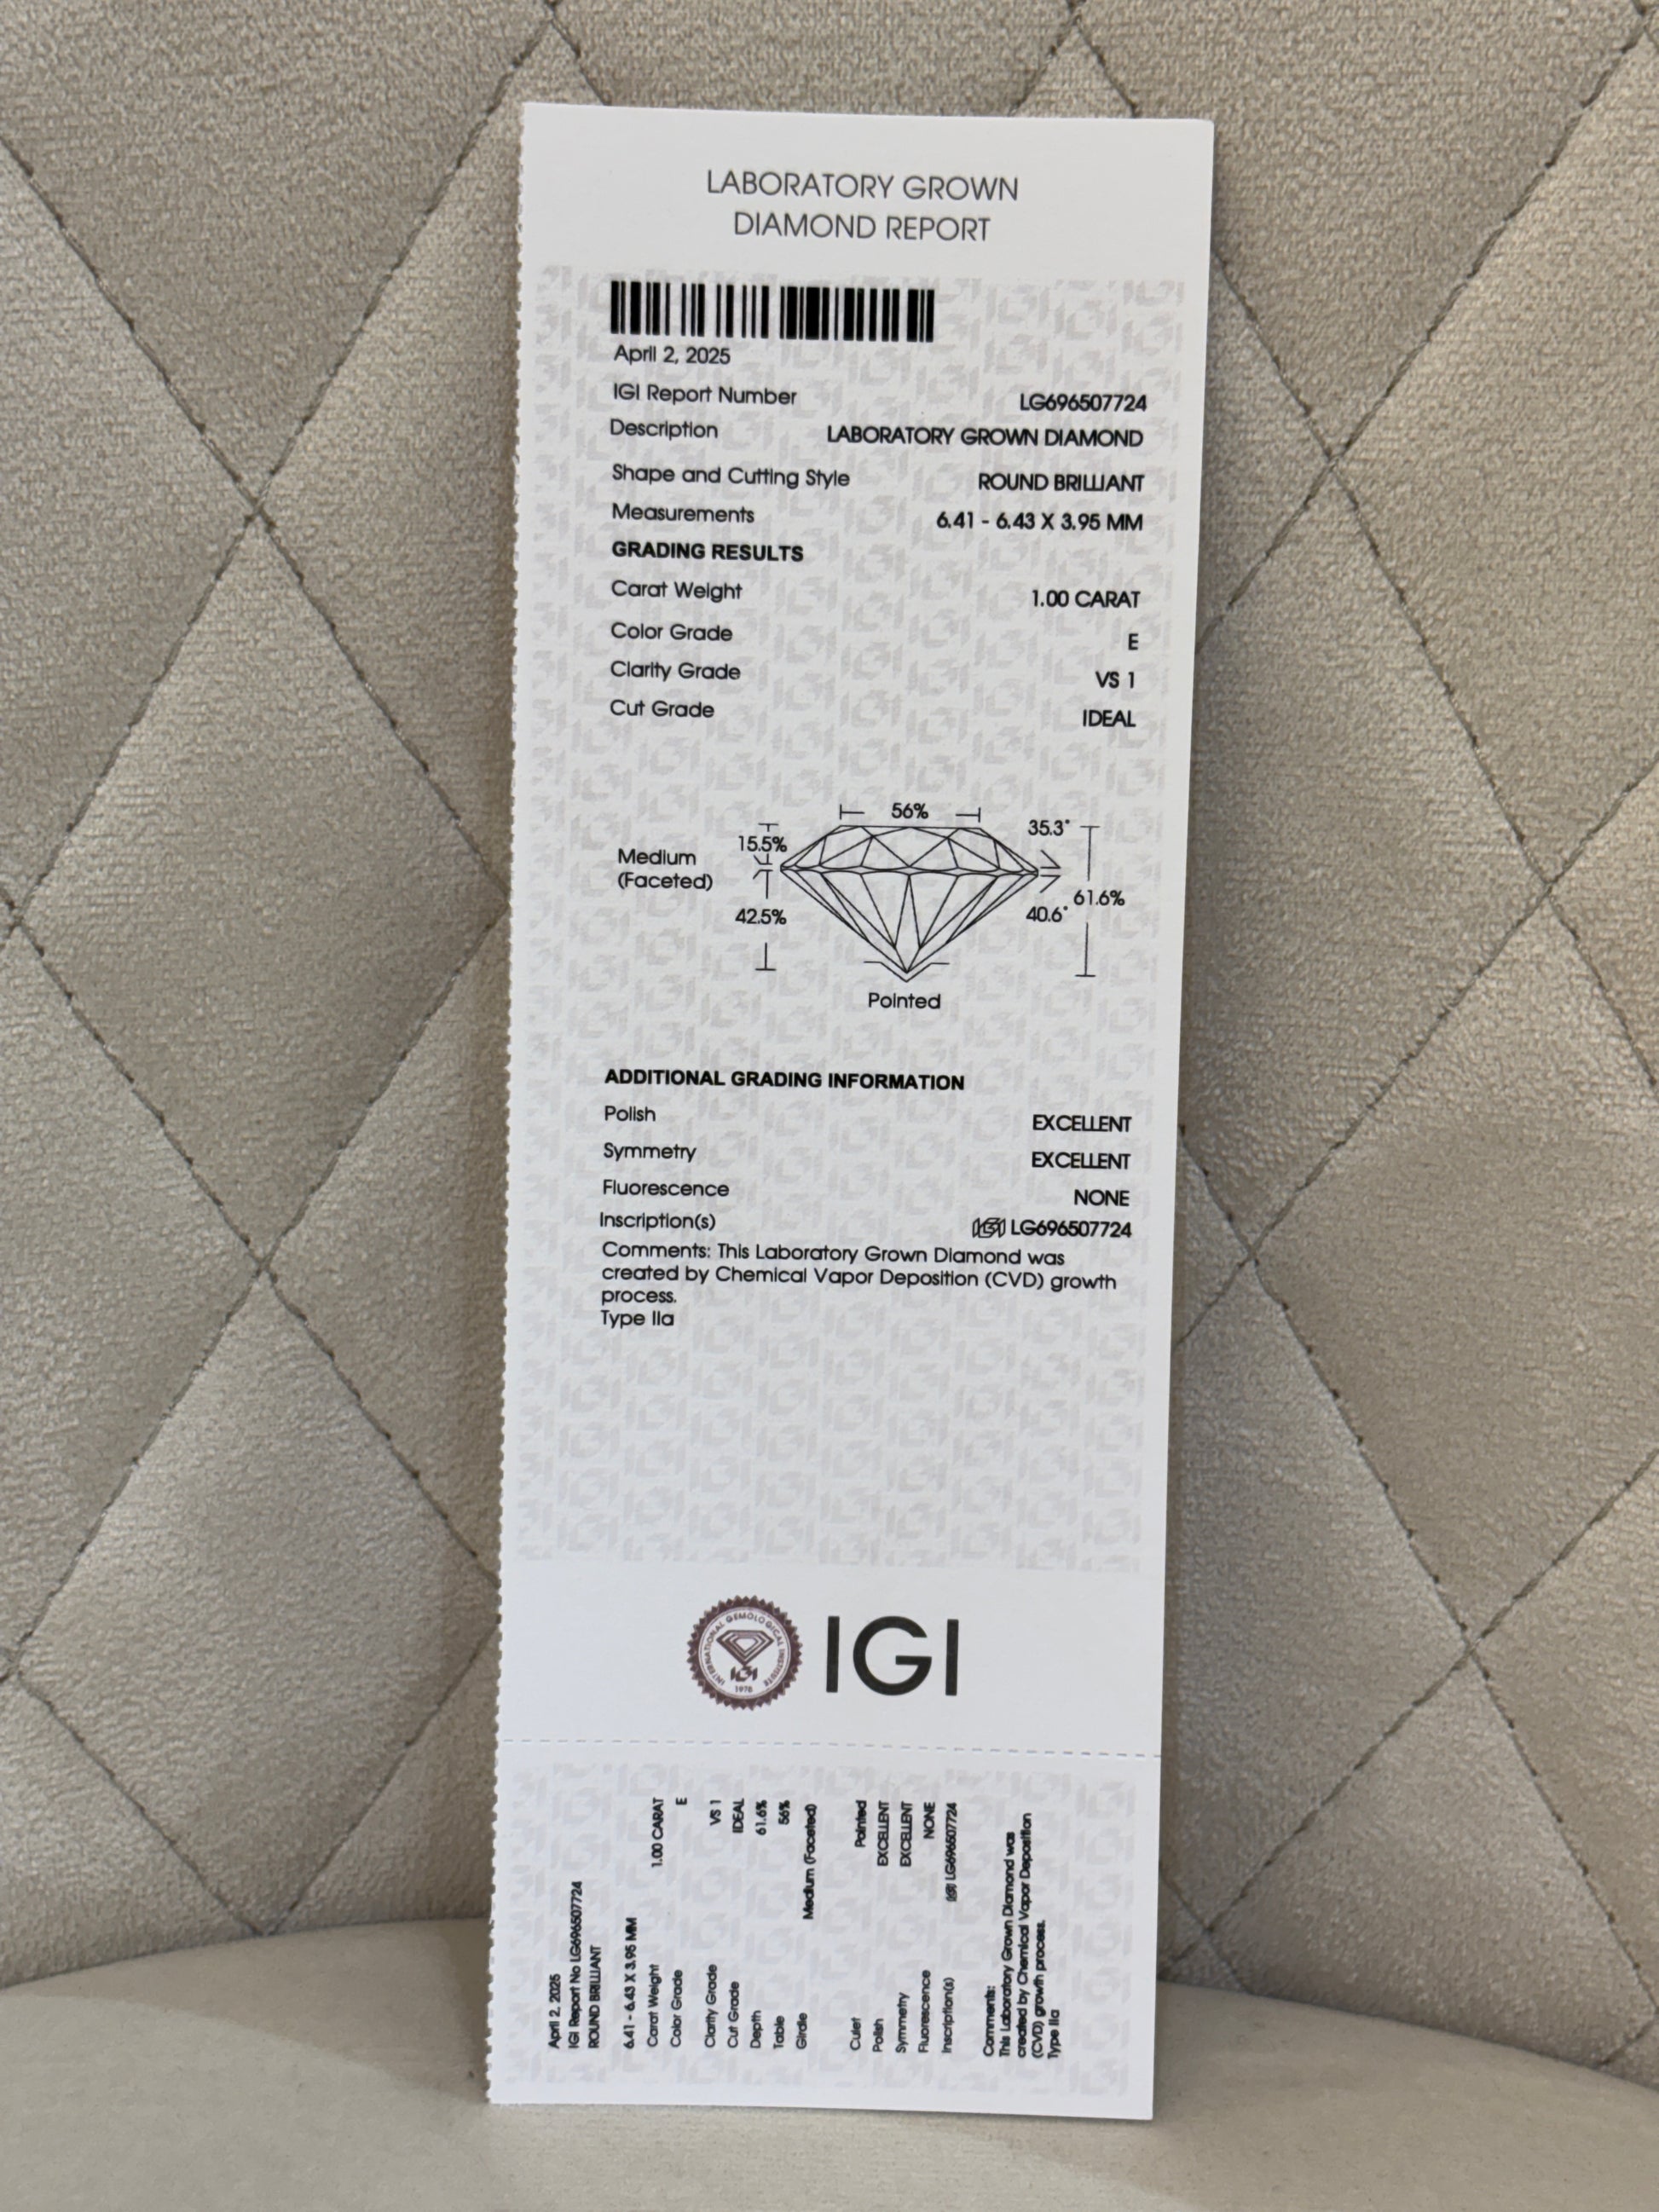 LABORATORY GROWN
DIAMOND REPORT
April 2, 2025
IGI Report Number LG696507724
Description LABORATORY GROWN DIAMOND
Shape and Cutting Style ROUND BRILLIANT
Measurements 6.41 - 6.43 X 3.95 MM
GRADING RESULTS
Carat Weight 1.00 CARAT
Color Grade E
Clarity Grade VS 1
Cut Grade IDEAL
56%
15.5% 35.3°
Medium
(Faceted)
61.6%
42.5% 40.6°
Pointed
ADDITIONAL GRADING INFORMATION
Polish EXCELLENT
Symmetry EXCELLENT
Fluorescence NONE
Inscription(s) IGI LG696507724
Comments: This Laboratory Grown Diamond was
created by Chemical Vapor Deposition (CVD) growth
process.
Type IIa
INTERNATIONAL GEMOLOGICAL INSTITUTE
IGI
1975
IGI
April 2, 2025
IGI Report No LG696507724
ROUND BRILLIANT
6.41 - 6.43 X 3.95 MM
Carat Weight 1.00 CARAT
Color Grade E
Clarity Grade VS 1
Cut Grade IDEAL
Depth 61.6%
Table 56%
Girdle Medium (Faceted)
Culet Pointed
Polish EXCELLENT
Symmetry EXCELLENT
Fluorescence NONE
Inscription(s) IGI LG696507724
Comments:
This Laboratory Grown Diamond was
created by Chemical Vapor Deposition
(CVD) growth process.
Type IIa